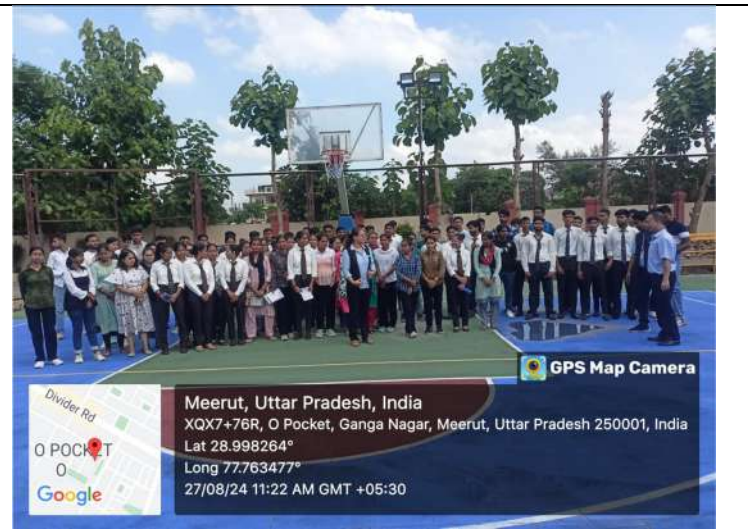 GPS Map Camera
Divider Rd
O POCKET
O
Google
Meerut, Uttar Pradesh, India
XQX7+76R, O Pocket, Ganga Nagar, Meerut, Uttar Pradesh 250001, India
Lat 28.998264°
Long 77.763477°
27/08/24 11:22 AM GMT +05:30